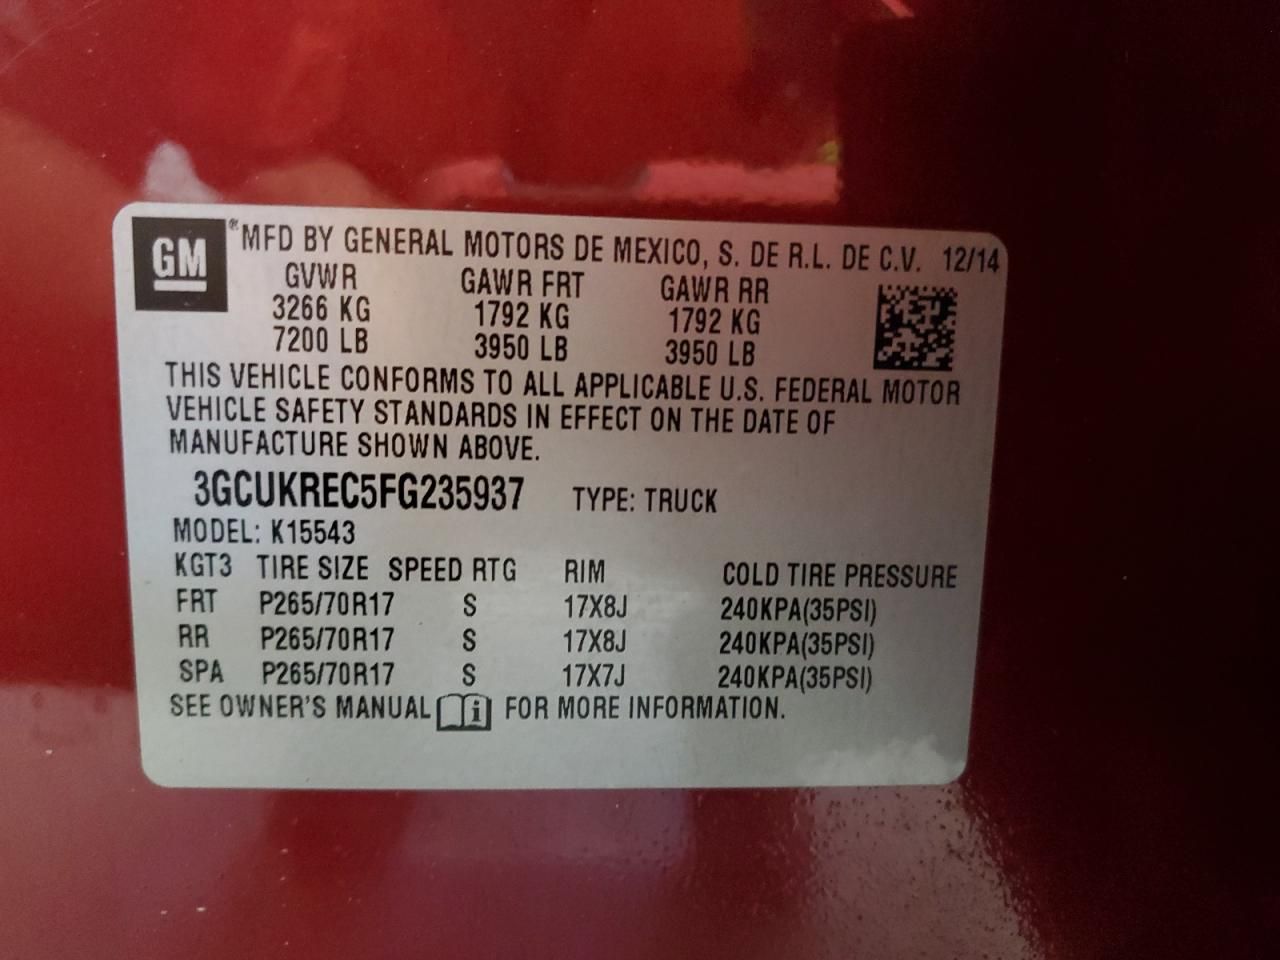 GM ® MFD BY GENERAL MOTORS DE MEXICO, S. DE R.L. DE C.V. 12/14
GVWR GAWR FRT GAWR RR
3266 KG 1792 KG 1792 KG
7200 LB 3950 LB 3950 LB
THIS VEHICLE CONFORMS TO ALL APPLICABLE U.S. FEDERAL MOTOR
VEHICLE SAFETY STANDARDS IN EFFECT ON THE DATE OF
MANUFACTURE SHOWN ABOVE.
3GCUKREC5FG235937 TYPE: TRUCK
MODEL: K15543
KGT3 TIRE SIZE SPEED RTG RIM COLD TIRE PRESSURE
FRT P265/70R17 S 17X8J 240KPA(35PSI)
RR P265/70R17 S 17X8J 240KPA(35PSI)
SPA P265/70R17 S 17X7J 240KPA(35PSI)
SEE OWNER'S MANUAL i FOR MORE INFORMATION.